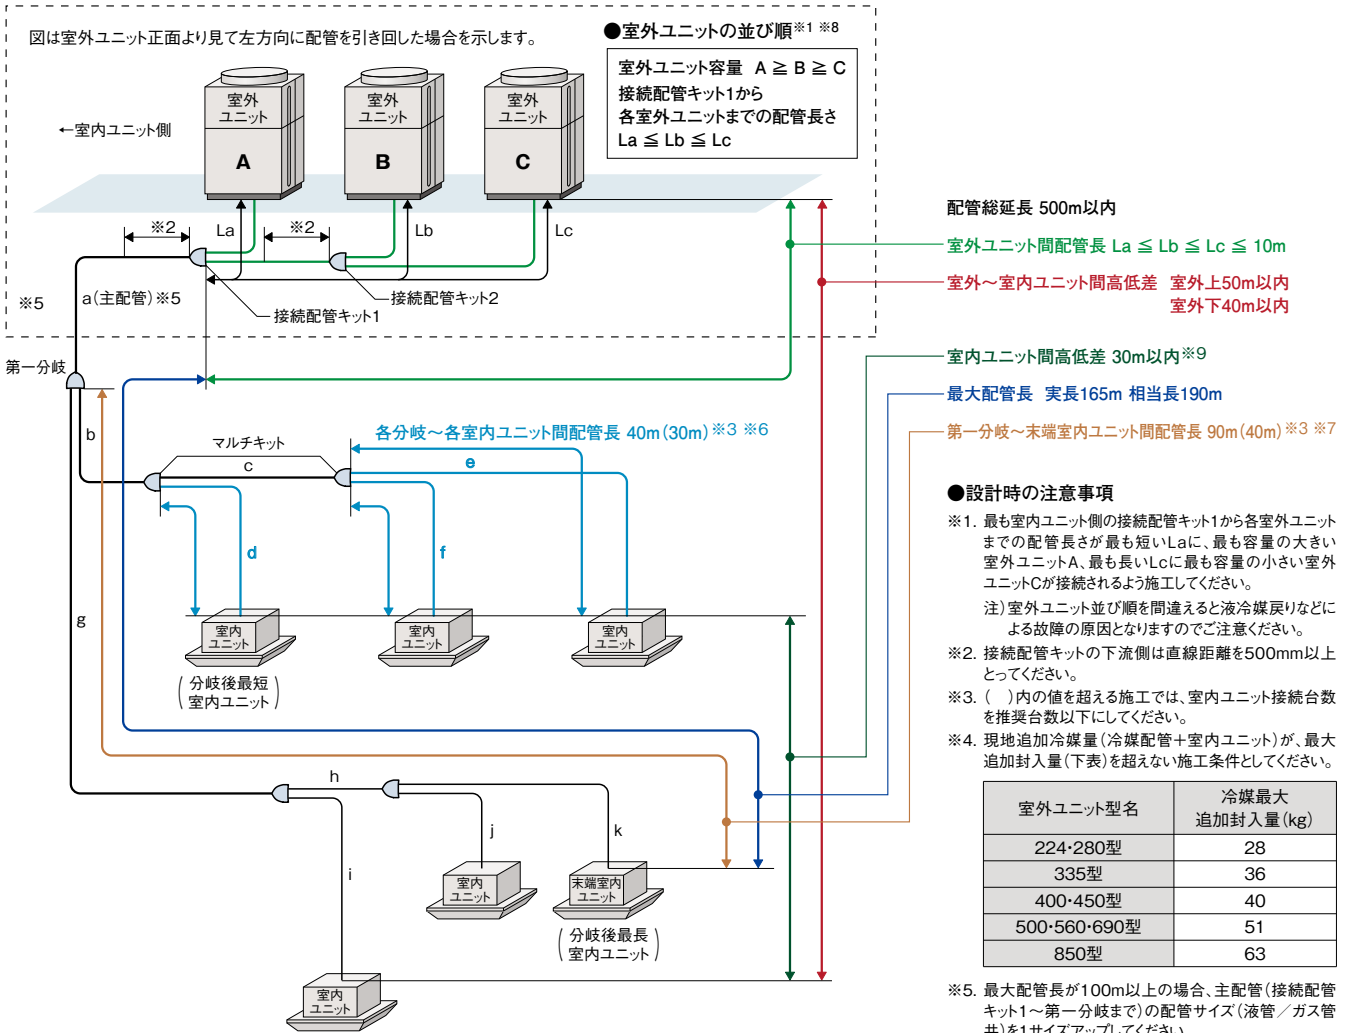 図は室外ユニット正面より見て左方向に配管を引き回した場合を示します。
●室外ユニットの並び順※1 ※8
室外ユニット容量 A ≧ B ≧ C
接続配管キット1から
各室外ユニットまでの配管長さ
La ≦ Lb ≦ Lc
←室内ユニット側
室外
ユニット
A
室外
ユニット
B
室外
ユニット
C
※2
La
※2
Lb
Lc
※5
a(主配管)※5
接続配管キット2
接続配管キット1
第一分岐
配管総延長 500m以内
室外ユニット間配管長 La ≦ Lb ≦ Lc ≦ 10m
室外～室内ユニット間高低差 室外上50m以内
室外下40m以内
室内ユニット間高低差 30m以内※9
最大配管長 実長165m 相当長190m
第一分岐～末端室内ユニット間配管長 90m(40m)※3 ※7
b
マルチキット
c
各分岐～各室内ユニット間配管長 40m(30m)※3 ※6
e
d
f
g
室内
ユニット
室内
ユニット
室内
ユニット
(分岐後最短
室内ユニット)
h
i
j
k
室内
ユニット
末端室内
ユニット
(分岐後最長
室内ユニット)
室内
ユニット
●設計時の注意事項
※1. 最も室内ユニット側の接続配管キット1から各室外ユニット
までの配管長さが最も短いLaに、最も容量の大きい
室外ユニットA、最も長いLcに最も容量の小さい室外
ユニットCが接続されるよう施工してください。
注)室外ユニット並び順を間違えると液冷媒戻りなどに
よる故障の原因となりますのでご注意ください。
※2. 接続配管キットの下流側は直線距離を500mm以上
とってください。
※3. ( )内の値を超える施工では、室内ユニット接続台数
を推奨台数以下にしてください。
※4. 現地追加冷媒量(冷媒配管＋室内ユニット)が、最大
追加封入量(下表)を超えない施工条件としてください。
室外ユニット型名 冷媒最大
追加封入量(kg)
224・280型 28
335型 36
400・450型 40
500・560・690型 51
850型 63
※5. 最大配管長が100m以上の場合、主配管(接続配管
キット1～第一分岐まで)の配管サイズ(液管／ガス管
共)を1サイズアップしてください